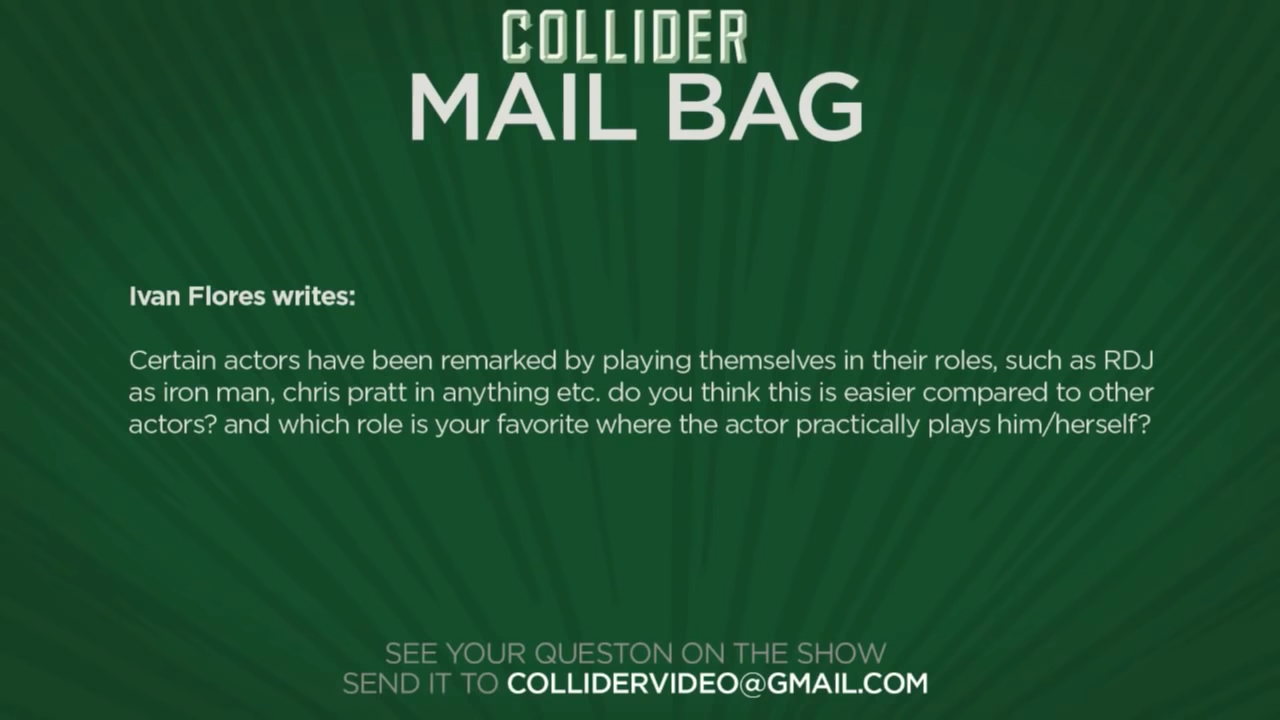 COLLIDER
MAIL BAG
Ivan Flores writes:
Certain actors have been remarked by playing themselves in their roles, such as RDJ
as iron man, chris pratt in anything etc. do you think this is easier compared to other
actors? and which role is your favorite where the actor practically plays him/herself?
SEE YOUR QUESTON ON THE SHOW
SEND IT TO COLLIDERVIDEO@GMAIL.COM